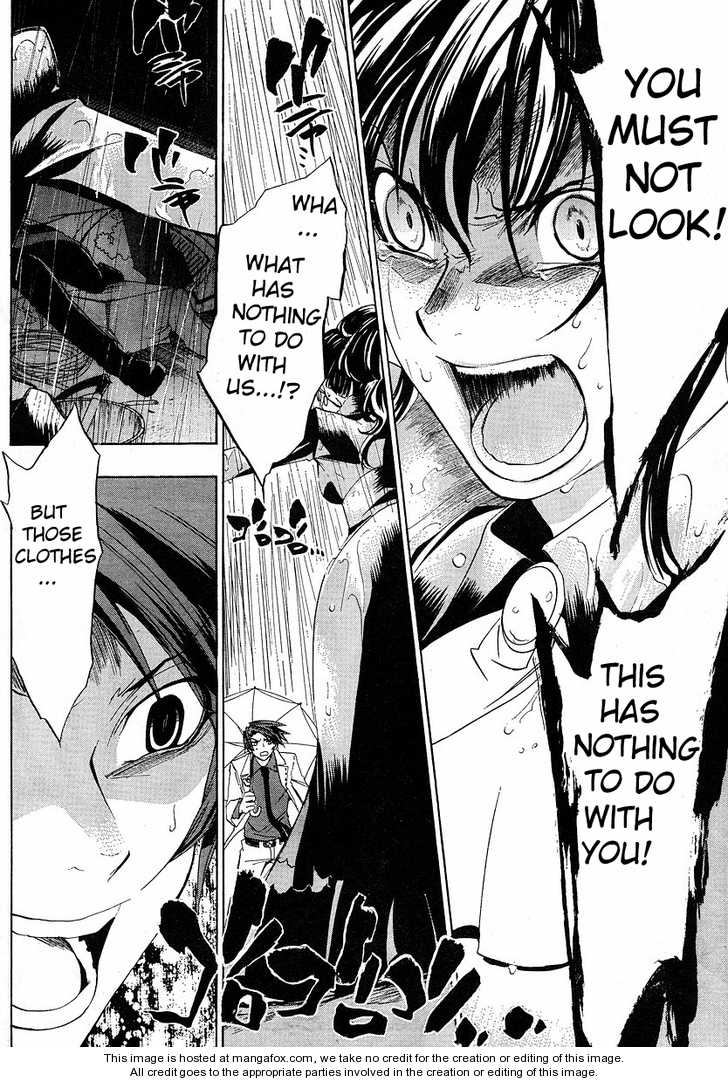 YOU
MUST
NOT
LOOK!
THIS
HAS
NOTHING
TO DO
WITH
YOU!
WHA
...
WHAT
HAS
NOTHING
TO DO
WITH
US...!?
BUT
THOSE
CLOTHES
...
This image is hosted at mangafox.com, we take no credit for the creation or editing of this image.
All credit goes to the appropriate parties involved in the creation or editing of this image.